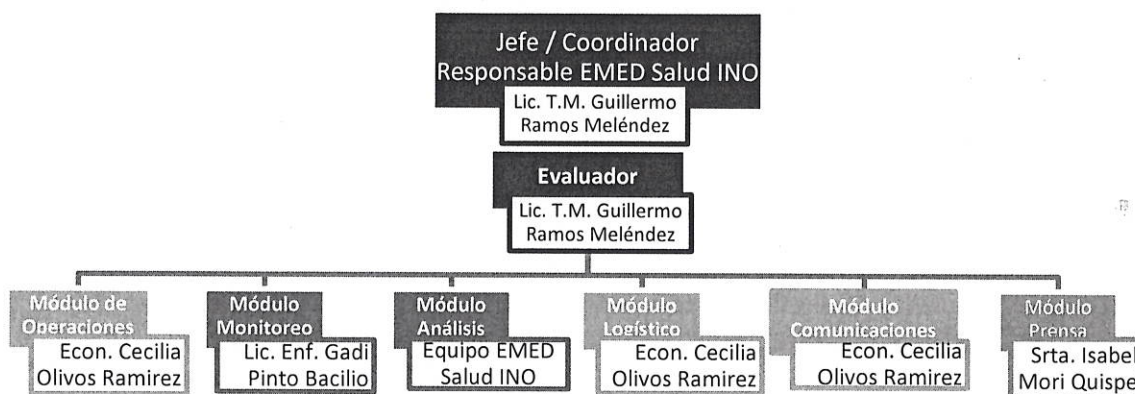 Jefe / Coordinador
Responsable EMED Salud INO
Lic. T.M. Guillermo
Ramos Meléndez
Evaluador
Lic. T.M. Guillermo
Ramos Meléndez
Módulo de
Operaciones
Econ. Cecilia
Olivos Ramirez
Módulo
Monitoreo
Lic. Enf. Gadi
Pinto Bacilio
Módulo
Análisis
Equipo EMED
Salud INO
Módulo
Logístico
Econ. Cecilia
Olivos Ramirez
Módulo
Comunicaciones
Econ. Cecilia
Olivos Ramirez
Módulo
Prensa
Srta. Isabel
Mori Quispe